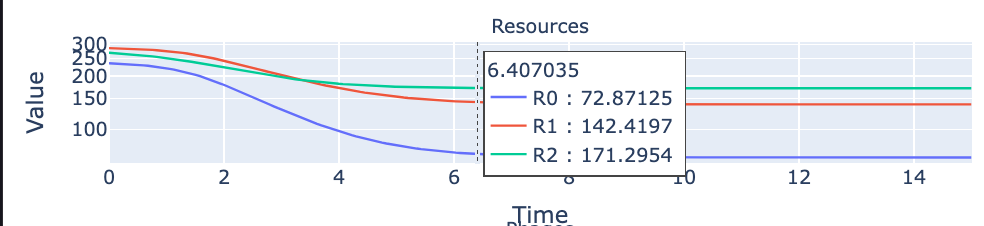 Resources
300
250
200
150
100
Value
6.407035
R0 : 72.87125
R1 : 142.4197
R2 : 171.2954
0 2 4 6 8 10 12 14
Time
Phages